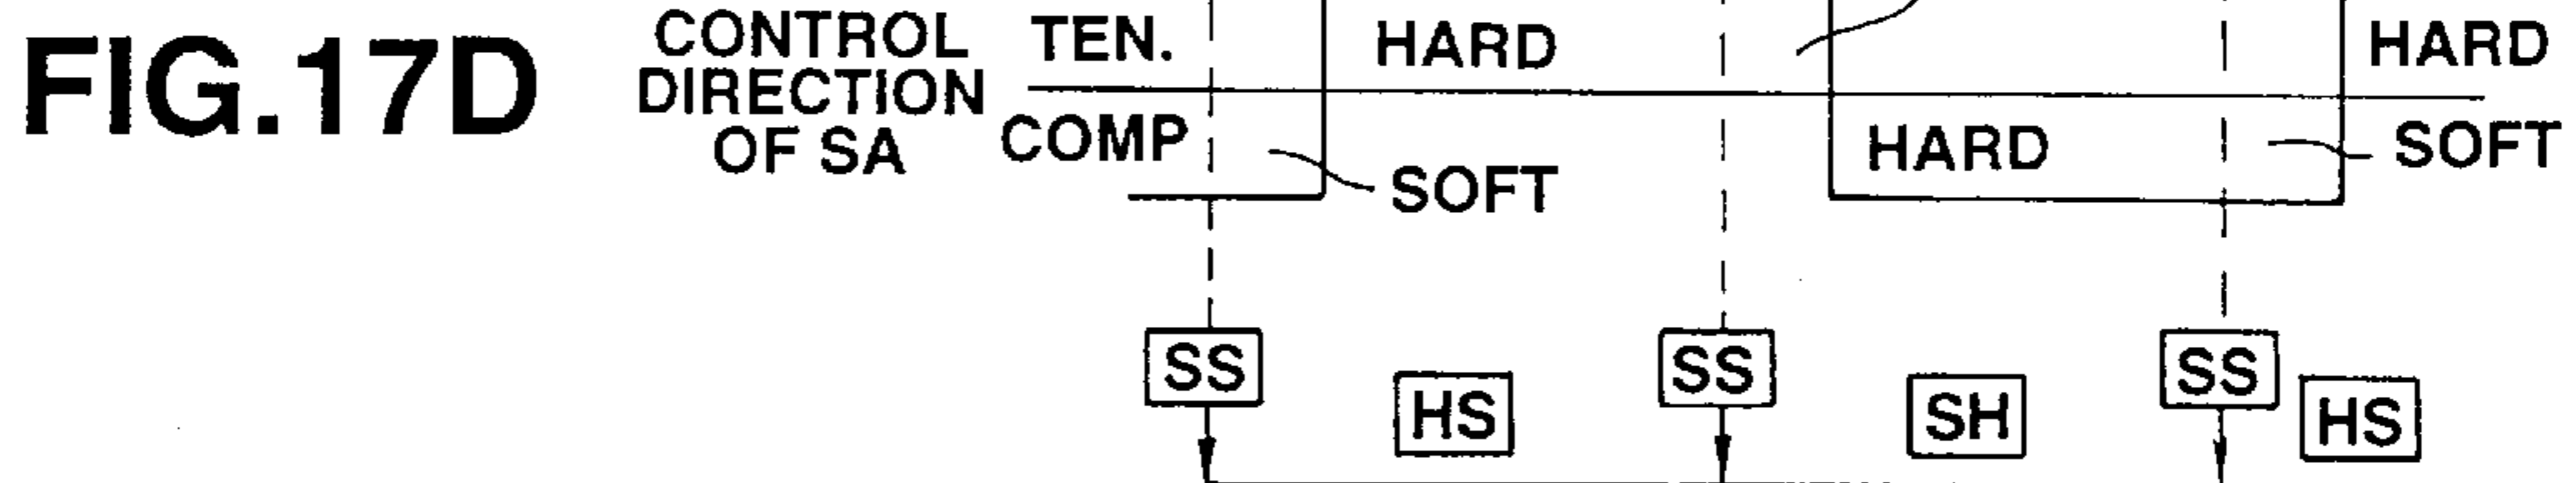 FIG.17D
CONTROL
DIRECTION
OF SA
TEN.
HARD
HARD
COMP
SOFT
HARD
SOFT
SS
HS
SS
SH
SS
HS